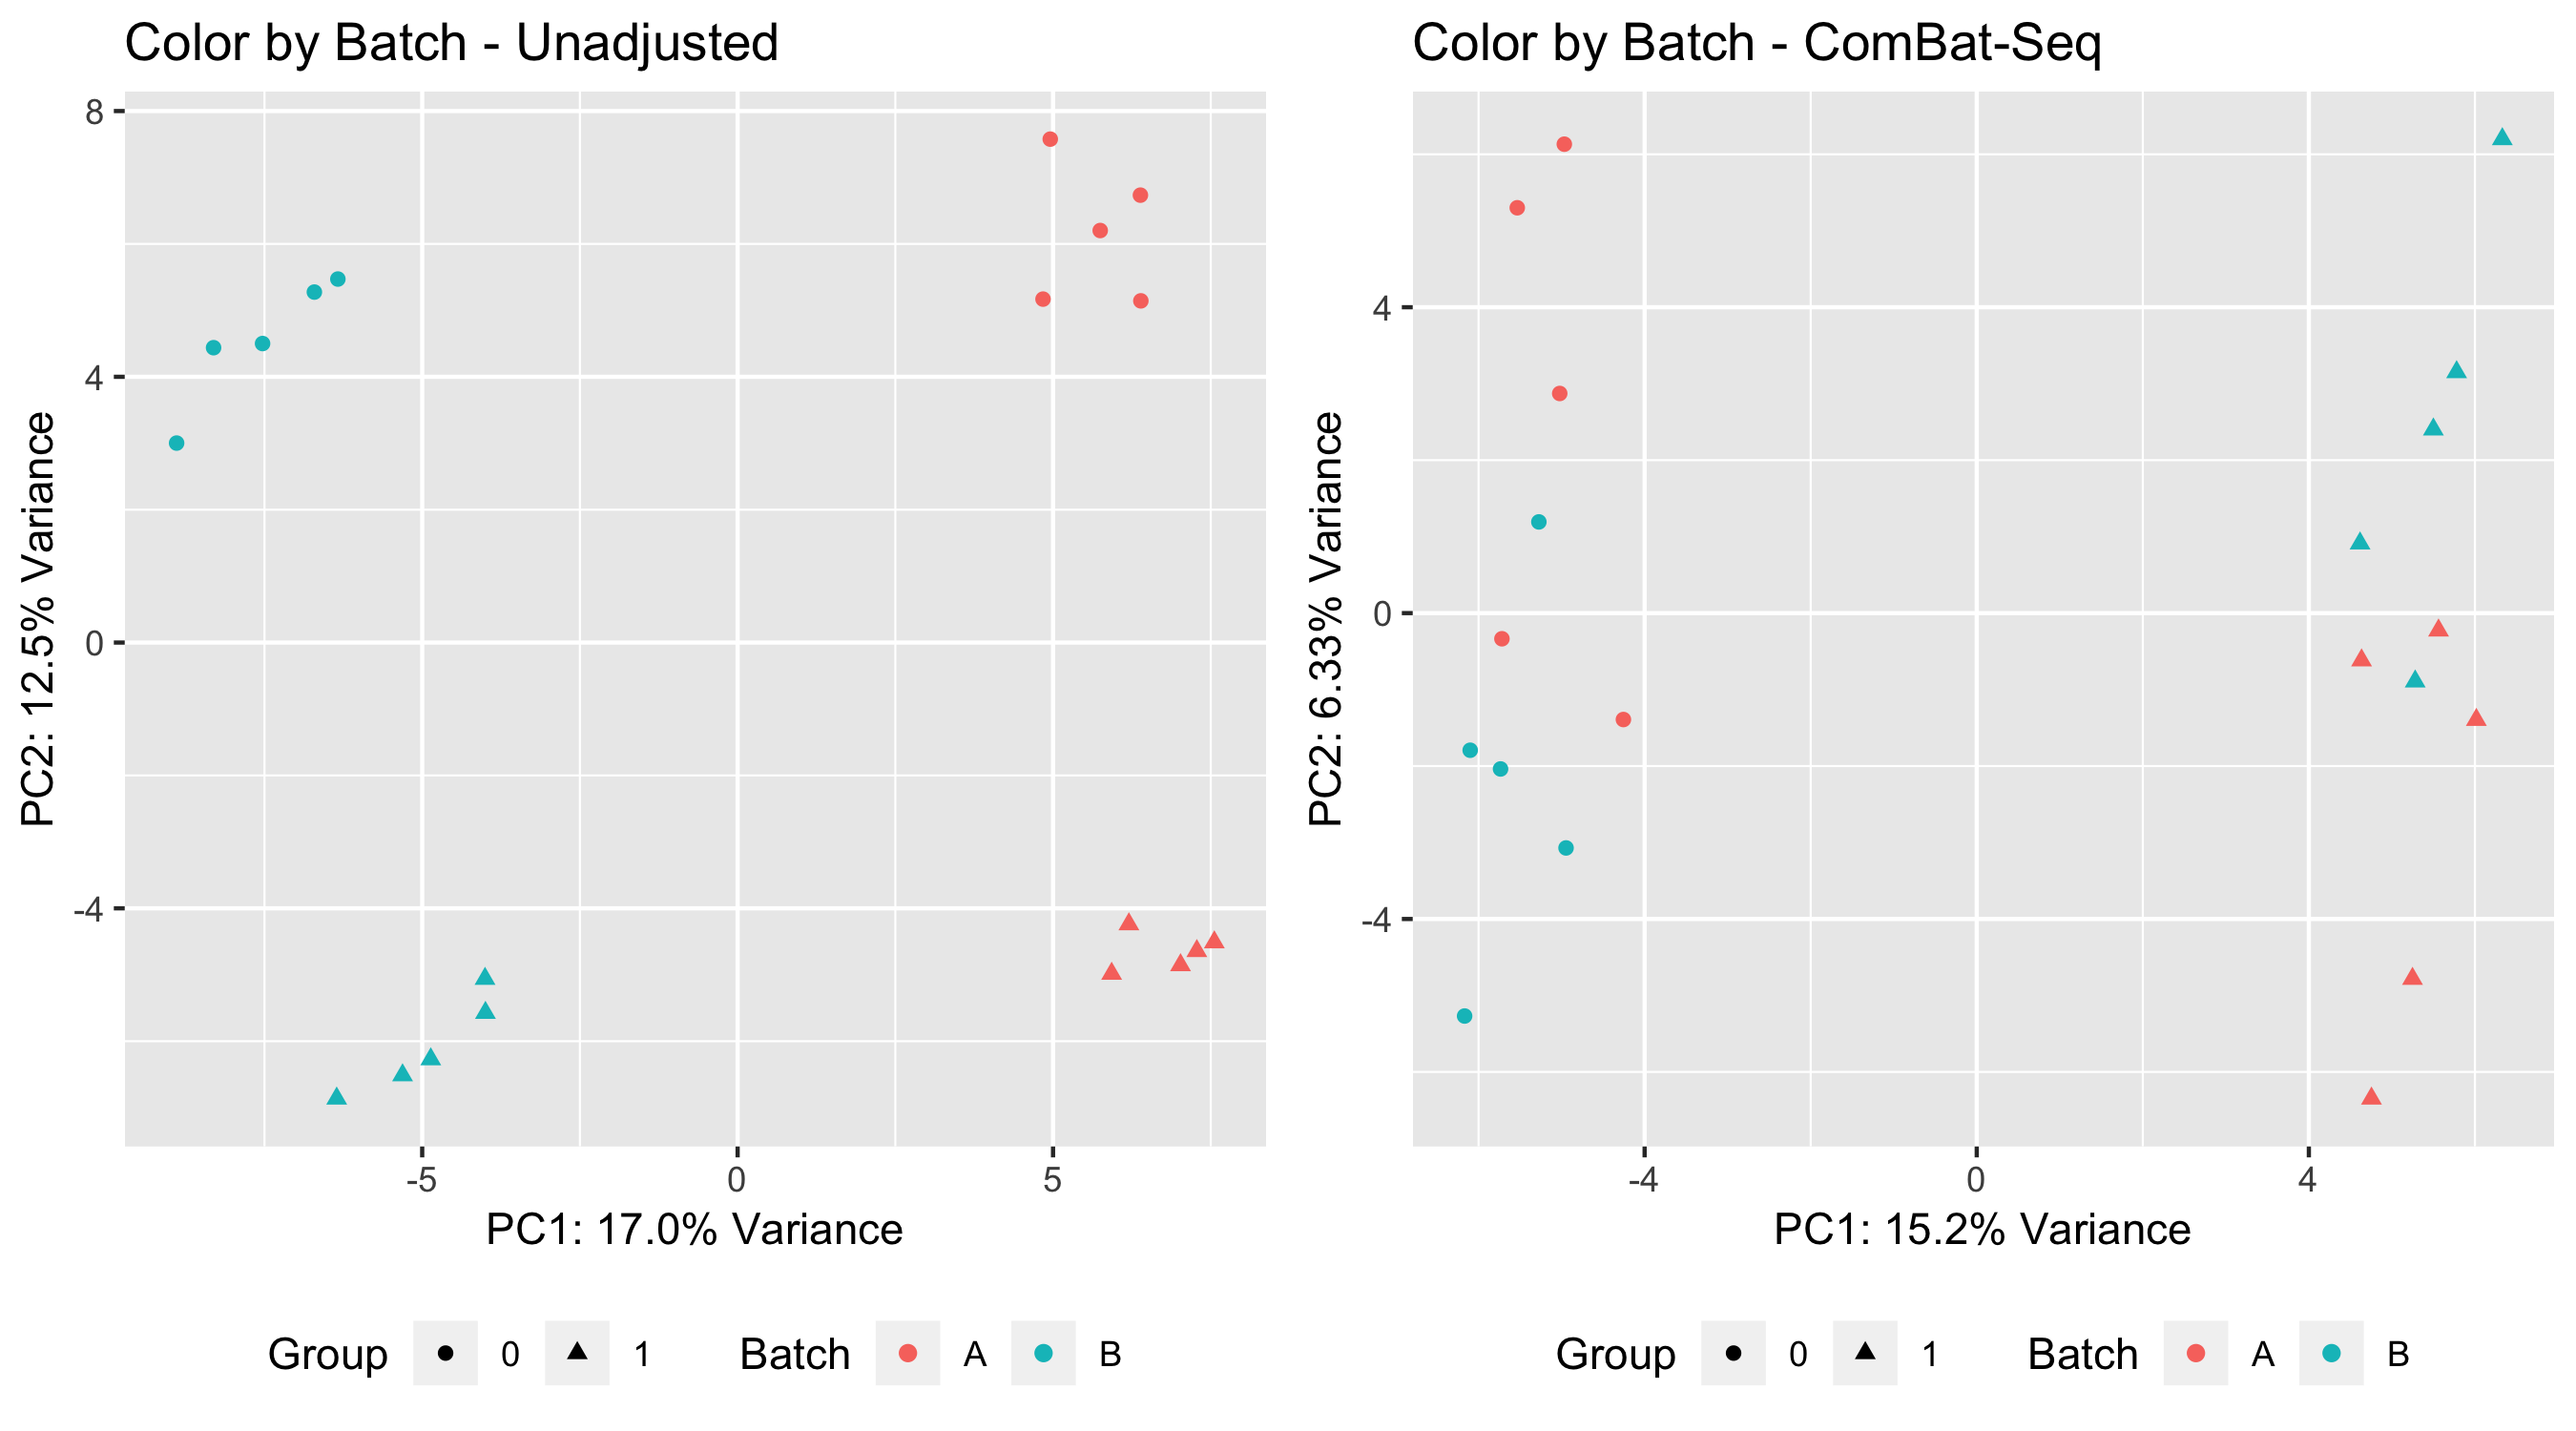 Color by Batch - Unadjusted
8
4
0
-4
PC2: 12.5% Variance
-5 0 5
PC1: 17.0% Variance
Group 0 1 Batch A B
Color by Batch - ComBat-Seq
4
0
-4
PC2: 6.33% Variance
-4 0 4
PC1: 15.2% Variance
Group 0 1 Batch A B